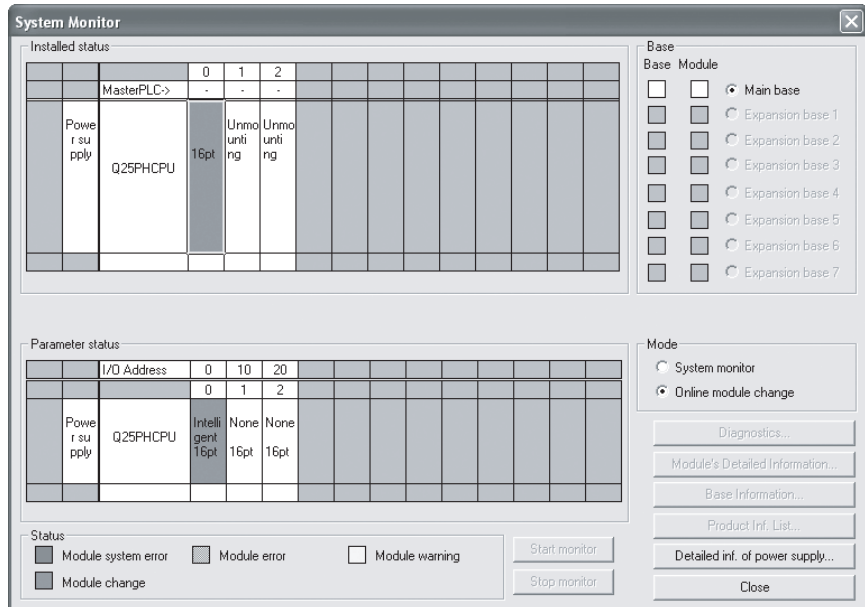 System Monitor
Installed status
0 1 2
MasterPLC-> - - -
Powe
r su
pply
Q25PHCPU
16pt
Unmo
unti
ng
Unmo
unti
ng
Base
Base Module
Main base
Expansion base 1
Expansion base 2
Expansion base 3
Expansion base 4
Expansion base 5
Expansion base 6
Expansion base 7
Parameter status
I/O Address 0 10 20
0 1 2
Powe
r su
pply
Q25PHCPU
Intelli
gent
16pt
None
16pt
None
16pt
Mode
System monitor
Online module change
Diagnostics...
Module's Detailed Information...
Base Information...
Product Inf. List...
Detailed inf. of power supply...
Close
Status
Module system error
Module error
Module warning
Module change
Start monitor
Stop monitor